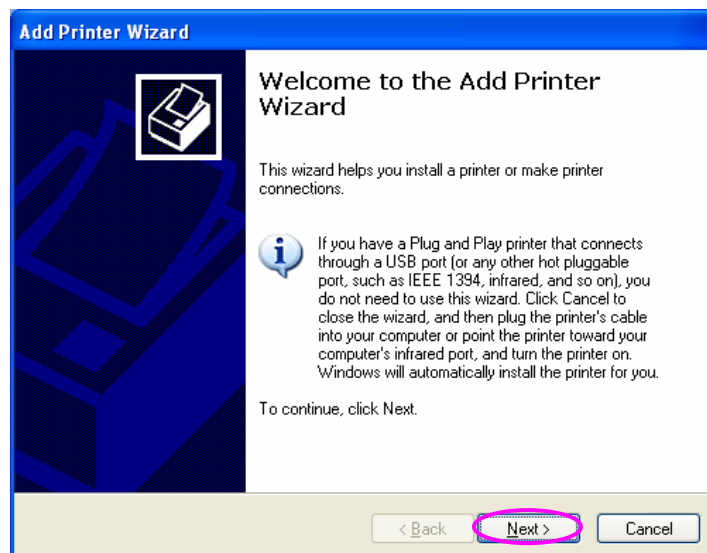 Add Printer Wizard
Welcome to the Add Printer
Wizard
This wizard helps you install a printer or make printer
connections.
If you have a Plug and Play printer that connects
through a USB port (or any other hot pluggable
port, such as IEEE 1394, infrared, and so on), you
do not need to use this wizard. Click Cancel to
close the wizard, and then plug the printer's cable
into your computer or point the printer toward your
computer's infrared port, and turn the printer on.
Windows will automatically install the printer for you.
To continue, click Next.
< Back Next > Cancel